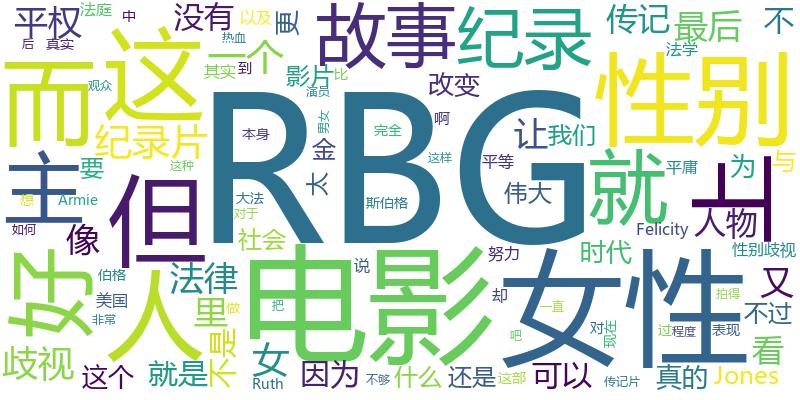 平权 法庭 中 没有 以及 更 故事 纪录 传记 最后 不
后 真实 热血 其实 到 一个 影片 比 法学
而 这 观众 演员 改变 啊 性别
纪录片 RBG 本身 男女 完全 让 我们
主 要 但 这种 太 金 这样 平等 就 平庸 为 与
想 Armie 大法 斯伯格 伟大 上
如何 像 对于 社会 Felicity 人物
好 伯格 人 法律 电影 说 努力 女性 时代 性别歧视
美国 里 却 又
非常 做 把 一直 拍得
歧视 不是 女 吧 对 现在 过 程度 表现 不过
这个 就是 Ruth 因为 不够 什么 还是 这部 可以 传记片 真的 Jones 看